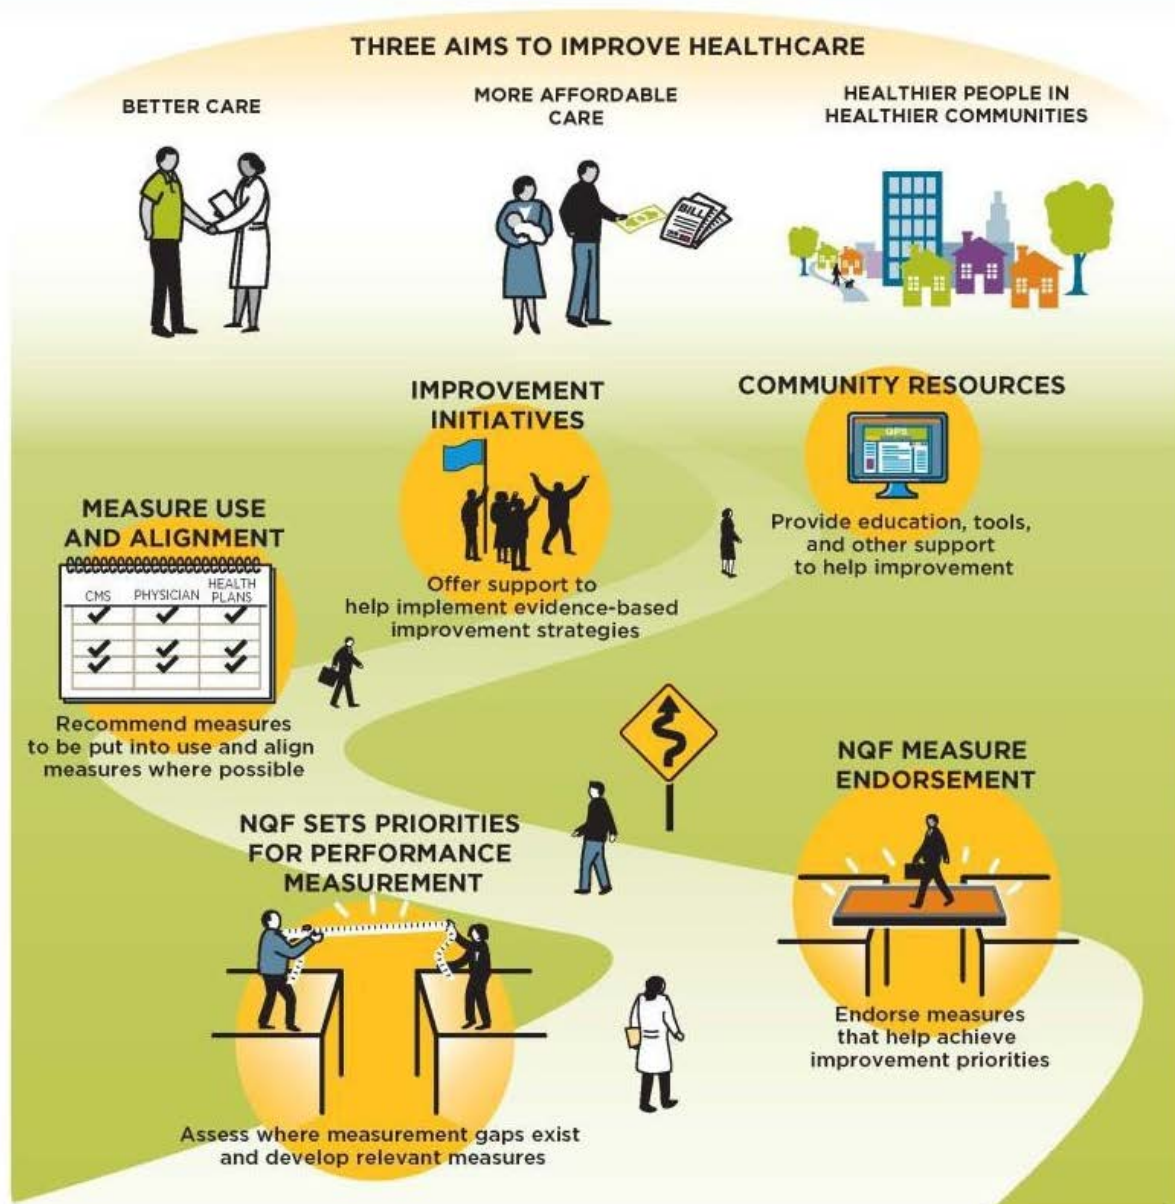 THREE AIMS TO IMPROVE HEALTHCARE
BETTER CARE
MORE AFFORDABLE
CARE
HEALTHIER PEOPLE IN
HEALTHIER COMMUNITIES
BILL
IMPROVEMENT
INITIATIVES
Offer support to
help implement evidence-based
improvement strategies
COMMUNITY RESOURCES
QPS
Provide education, tools,
and other support
to help improvement
MEASURE USE
AND ALIGNMENT
CMS PHYSICIAN HEALTH
PLANS
Recommend measures
to be put into use and align
measures where possible
NQF MEASURE
ENDORSEMENT
Endorse measures
that help achieve
improvement priorities
NQF SETS PRIORITIES
FOR PERFORMANCE
MEASUREMENT
Assess where measurement gaps exist
and develop relevant measures